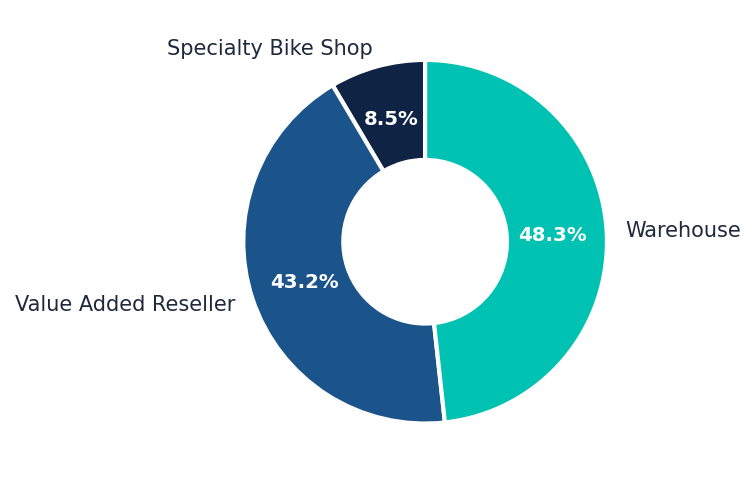 Specialty Bike Shop
8.5%
48.3%
Warehouse
43.2%
Value Added Reseller